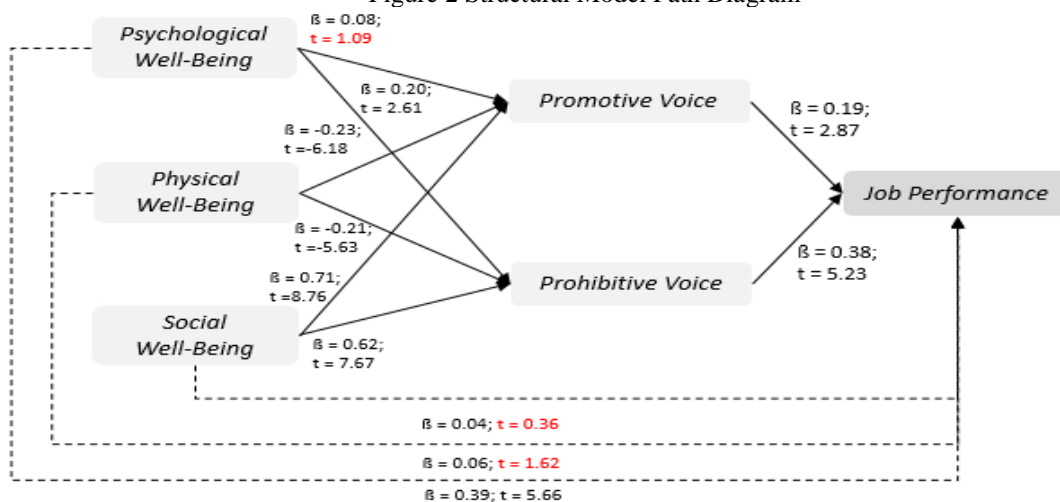 Figure 2 Structural Model Path Diagram
ß = 0.08;
t = 1.09
Psychological
Well-Being
ß = 0.20;
t = 2.61
Promotive Voice
ß = 0.19;
t = 2.87
ß = -0.23;
t =-6.18
Physical
Well-Being
Job Performance
ß = -0.21;
t =-5.63
ß = 0.38;
t = 5.23
ß = 0.71;
t =8.76
Prohibitive Voice
Social
Well-Being
ß = 0.62;
t = 7.67
ß = 0.04; t = 0.36
ß = 0.06; t = 1.62
ß = 0.39; t = 5.66